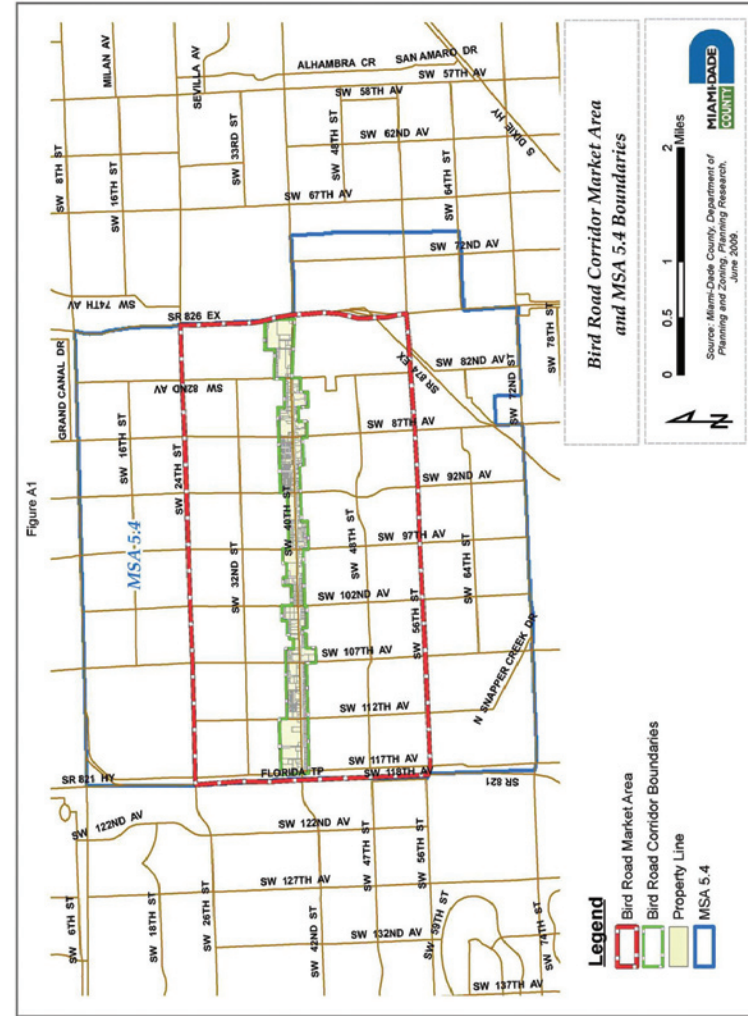 Figure A1
SW 6TH ST
SW 18TH ST
SW 26TH ST
SW 42ND ST
SW 47TH ST
SW 56TH ST
SW 59TH ST
SW 74TH ST
SW 122ND AV
SW 122ND AV
SW 127TH AV
SW 132ND AV
SW 137TH AV
SR 821 HY
FLORIDA TP
SW 117TH AV
SW 118TH AV
SR 821
SW 112TH AV
SW 107TH AV
SW 102ND AV
SW 97TH AV
SW 92ND AV
SW 87TH AV
SW 82ND AV
SW 82ND AV
N SNAPPER CREEK DR
MSA-5:4
SW 16TH ST
SW 24TH ST
SW 32ND ST
SW 40TH ST
SW 48TH ST
SW 56TH ST
SW 64TH ST
GRAND CANAL DR
SR 826 EX
SR 874 EX
SW 72ND ST
SW 78TH ST
SW 74TH AV
SW 72ND AV
SW 67TH AV
SW 62ND AV
SW 58TH AV
SW 57TH AV
SW 8TH ST
SW 16TH ST
SW 33RD ST
SW 48TH ST
SW 64TH ST
MILAN AV
SEVILLA AV
ALHAMBRA CR
SAN AMARO DR
S DIXIE HY
Legend
Bird Road Market Area
Bird Road Corridor Boundaries
Property Line
MSA 5.4
Bird Road Corridor Market Area
and MSA 5.4 Boundaries
N
0 0.5 1 2
Miles
Source: Miami-Dade County, Department of
Planning and Zoning, Planning Research,
June 2009.
MIAMI-DADE
COUNTY